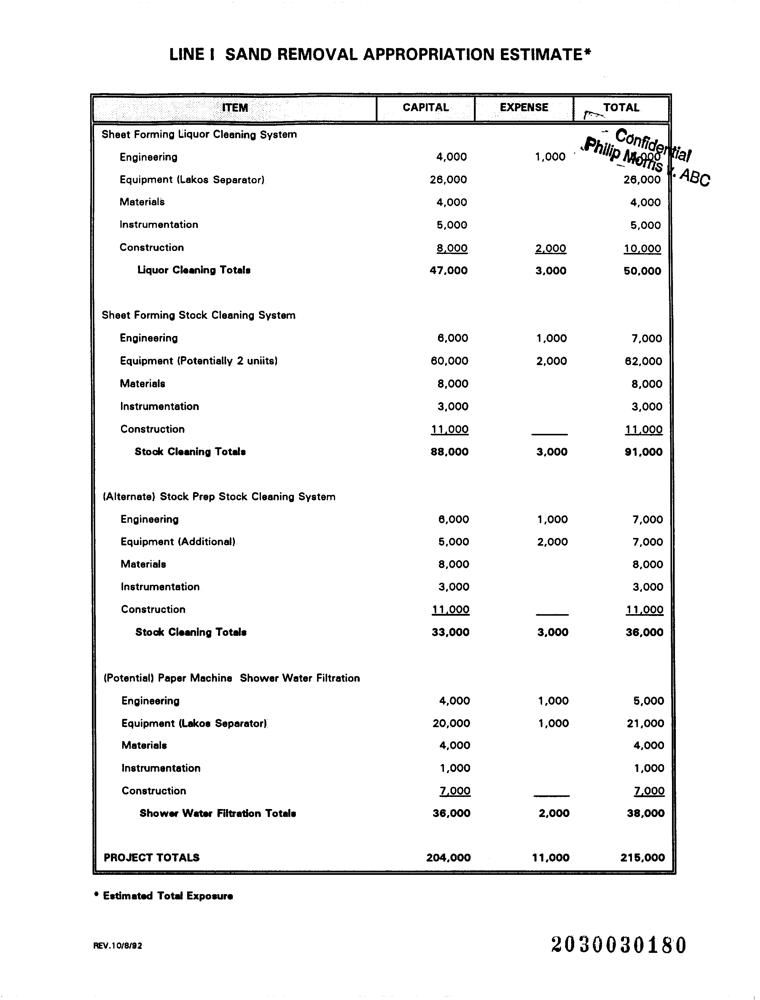 LINE I SAND REMOVAL APPROPRIATION ESTIMATE*
ITEM CAPITAL EXPENSE TOTAL
Sheet Forming Liquor Cleaning System
Confidential
Philip Morris v. ABC
Engineering 4,000 1,000
Equipment (Lakos Separator) 26,000 26,000
Materials 4,000 4,000
Instrumentation 5,000 5,000
Construction 8,000 2,000 10,000
Liquor Cleaning Totals 47,000 3,000 50,000
Sheet Forming Stock Cleaning System
Engineering 6,000 1,000 7,000
Equipment (Potentially 2 uniits) 60,000 2,000 62,000
Materials 8,000 8,000
Instrumentation 3,000 3,000
Construction 11,000 11,000
Stock Cleaning Totals 88,000 3,000 91,000
(Alternate) Stock Prep Stock Cleaning System
Engineering 6,000 1,000 7,000
Equipment (Additional) 5,000 2,000 7,000
Materials 8,000 8,000
Instrumentation 3,000 3,000
Construction 11,000 11,000
Stock Cleaning Totals 33,000 3,000 36,000
(Potential) Paper Machine Shower Water Filtration
Engineering 4,000 1,000 5,000
Equipment (Lakos Separator) 20,000 1,000 21,000
Materials 4,000 4,000
Instrumentation 1,000 1,000
Construction 7,000 7,000
Shower Water Filtration Totals 36,000 2,000 38,000
PROJECT TOTALS 204,000 11,000 215,000
* Estimated Total Exposure
REV.10/8/92
2030030180